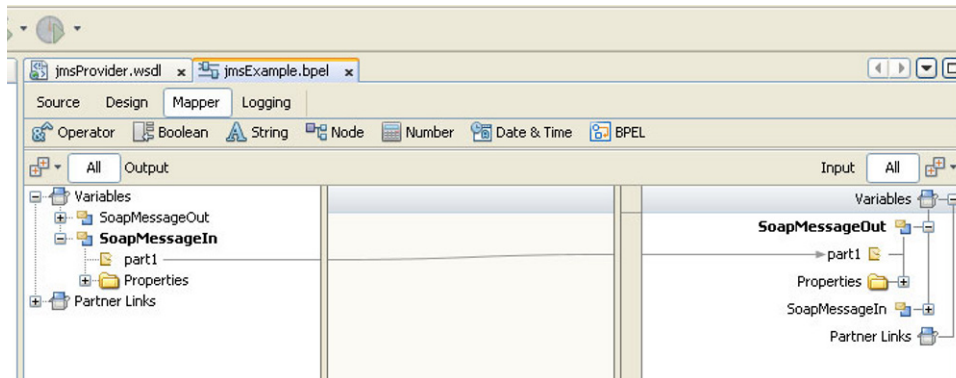 jmsProvider.wsdl x jmsExample.bpel x
Source Design Mapper Logging
Operator Boolean String Node Number Date & Time BPEL
All Output Input All
Variables
SoapMessageOut
SoapMessageIn
part1
Properties
Partner Links
Variables
SoapMessageOut
part1
Properties
SoapMessageIn
Partner Links